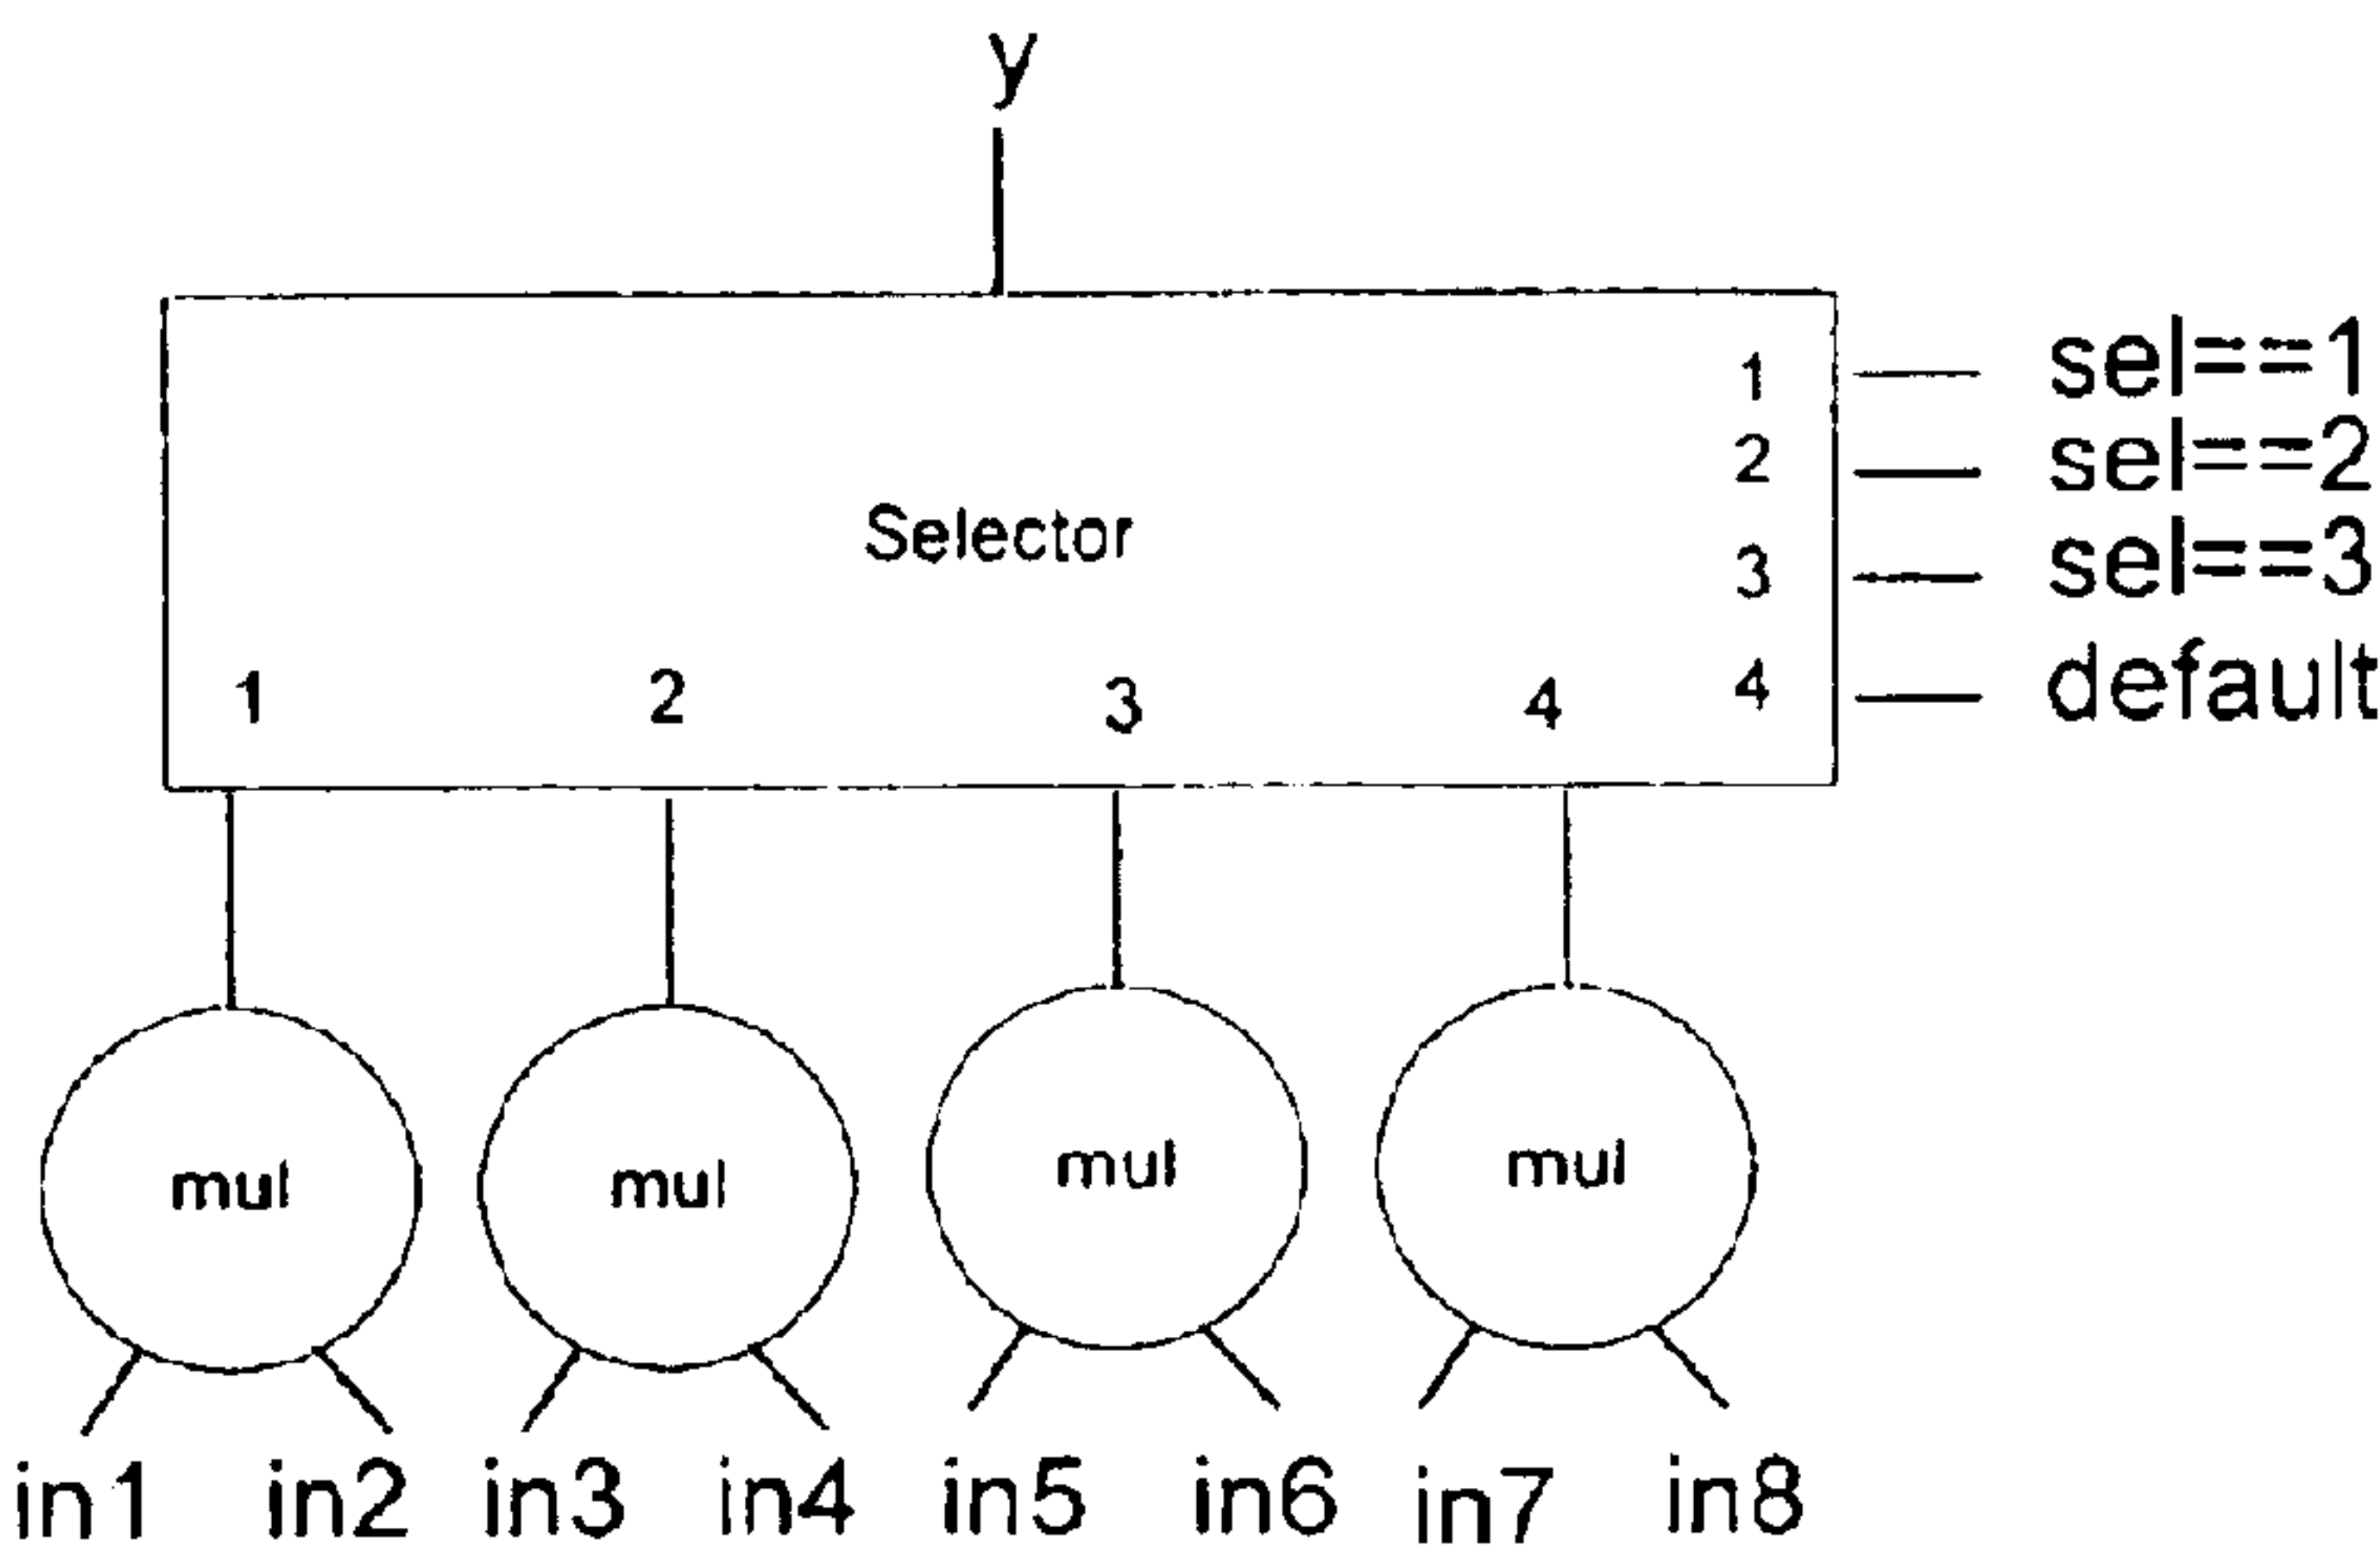 y
1 sel==1
2 sel==2
Selector
3 sel==3
1 2 3 4
4 default
mul mul mul mul
in1 in2 in3 in4 in5 in6 in7 in8